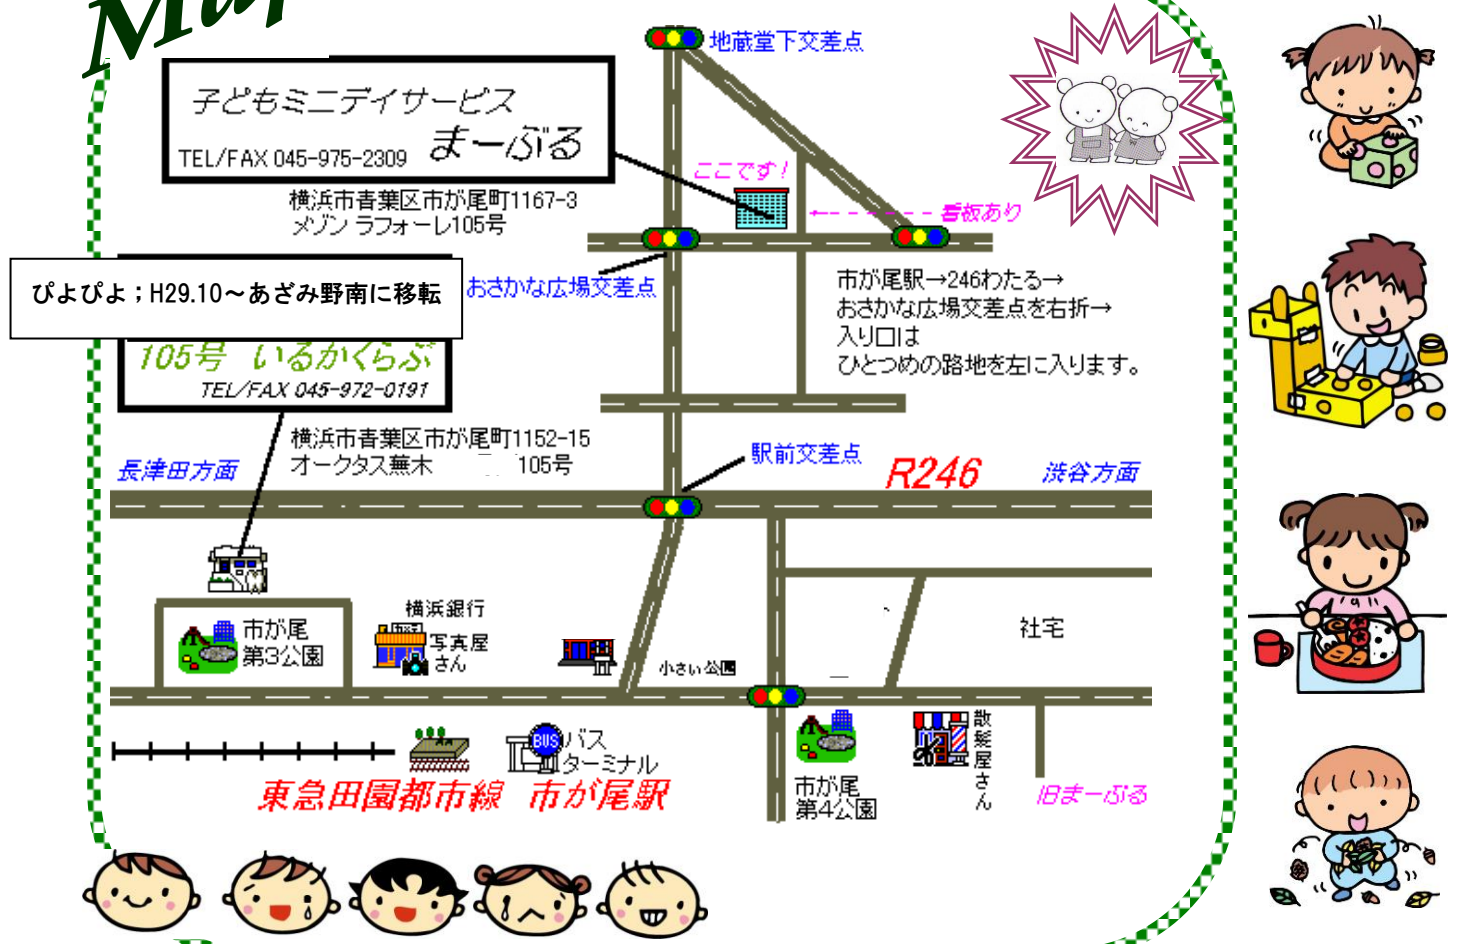 Map
地蔵堂下交差点
子どもミニデイサービス
まーぶる
TEL/FAX 045-975-2309
ここです!
横浜市青葉区市が尾町1167-3
メゾン ラフォーレ105号
看板あり
おさかな広場交差点
市が尾駅→246わたる→
おさかな広場交差点を右折→
入り口は
ひとつめの路地を左に入ります。
ぴよぴよ；H29.10～あざみ野南に移転
105号 いるかくらぶ
TEL/FAX 045-972-0191
横浜市青葉区市が尾町1152-15
オークタス蕪木 105号
長津田方面
駅前交差点
R246
渋谷方面
横浜銀行
市が尾
第3公園
写真屋
さん
小さい公園
社宅
BUS
バス
ターミナル
東急田園都市線 市が尾駅
市が尾
第4公園
散髪屋さん
旧まーぶる